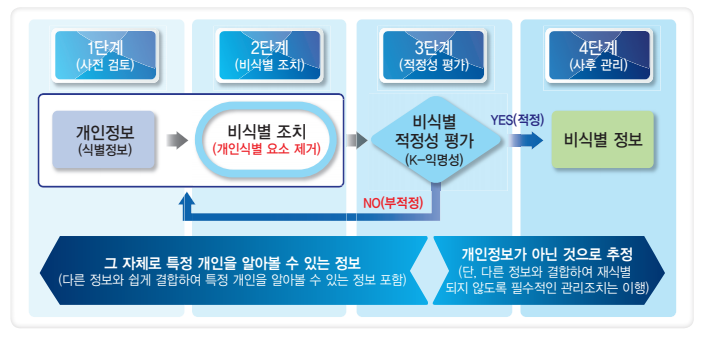 1단계
(사전 검토)
2단계
(비식별 조치)
3단계
(적정성 평가)
4단계
(사후 관리)
개인정보
(식별정보)
비식별 조치
(개인식별 요소 제거)
비식별
적정성 평가
(K-익명성)
YES(적정)
비식별 정보
NO(부적정)
그 자체로 특정 개인을 알아볼 수 있는 정보
(다른 정보와 쉽게 결합하여 특정 개인을 알아볼 수 있는 정보 포함)
개인정보가 아닌 것으로 추정
(단, 다른 정보와 결합하여 재식별
되지 않도록 필수적인 관리조치는 이행)